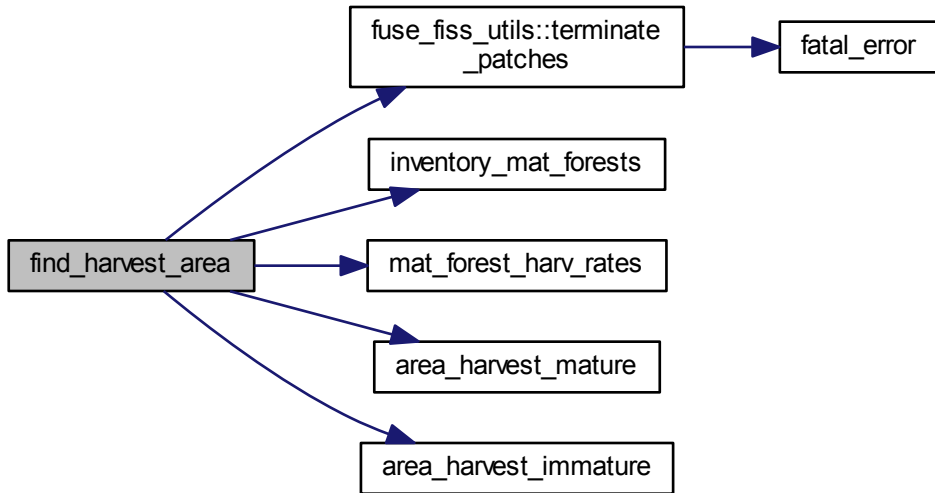 fuse_fiss_utils::terminate
_patches
fatal_error
inventory_mat_forests
find_harvest_area
mat_forest_harv_rates
area_harvest_mature
area_harvest_immature